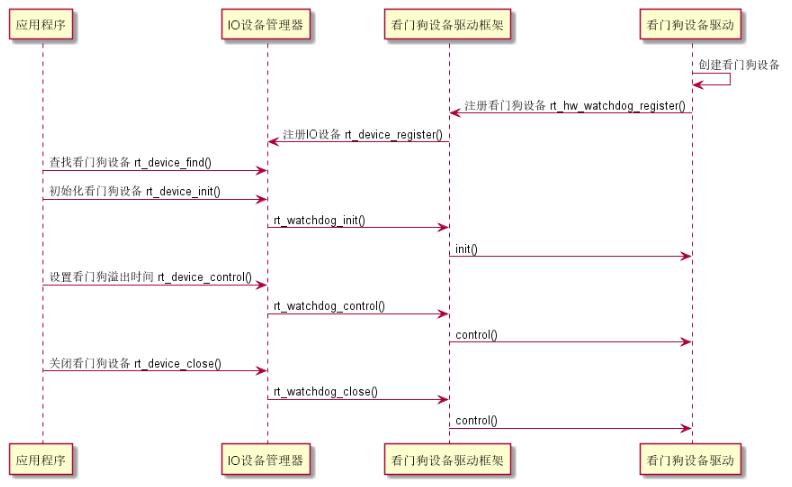 应用程序
IO设备管理器
看门狗设备驱动框架
看门狗设备驱动
创建看门狗设备
注册看门狗设备 rt_hw_watchdog_register()
注册IO设备 rt_device_register()
查找看门狗设备 rt_device_find()
初始化看门狗设备 rt_device_init()
rt_watchdog_init()
init()
设置看门狗溢出时间 rt_device_control()
rt_watchdog_control()
control()
关闭看门狗设备 rt_device_close()
rt_watchdog_close()
control()
应用程序
IO设备管理器
看门狗设备驱动框架
看门狗设备驱动